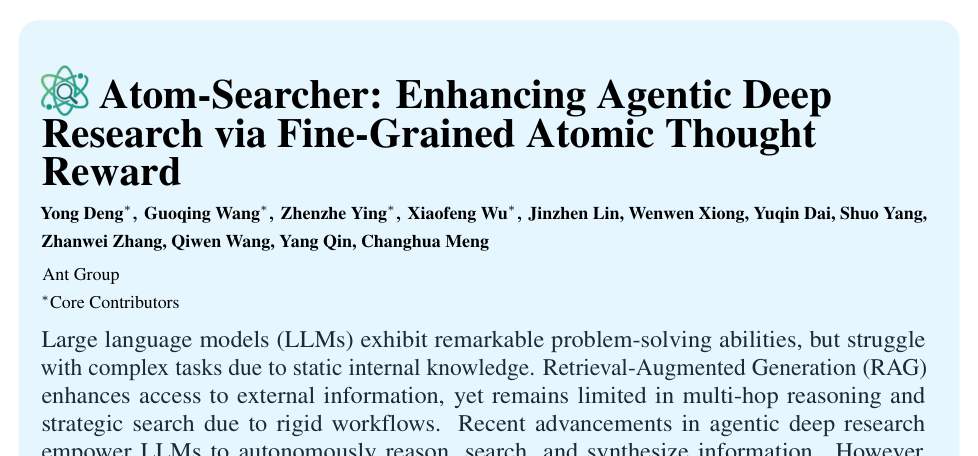 Atom-Searcher: Enhancing Agentic Deep
Research via Fine-Grained Atomic Thought
Reward
Yong Deng*, Guoqing Wang*, Zhenzhe Ying*, Xiaofeng Wu*, Jinzhen Lin, Wenwen Xiong, Yuqin Dai, Shuo Yang,
Zhanwei Zhang, Qiwen Wang, Yang Qin, Changhua Meng
Ant Group
*Core Contributors
Large language models (LLMs) exhibit remarkable problem-solving abilities, but struggle
with complex tasks due to static internal knowledge. Retrieval-Augmented Generation (RAG)
enhances access to external information, yet remains limited in multi-hop reasoning and
strategic search due to rigid workflows. Recent advancements in agentic deep research
empower LLMs to autonomously reason, search, and synthesize information. However,